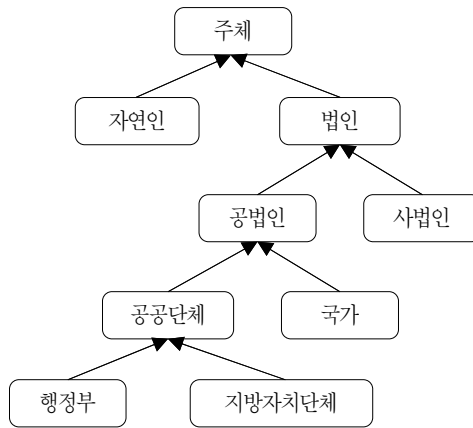 주체
자연인
법인
공법인
사법인
공공단체
국가
행정부
지방자치단체